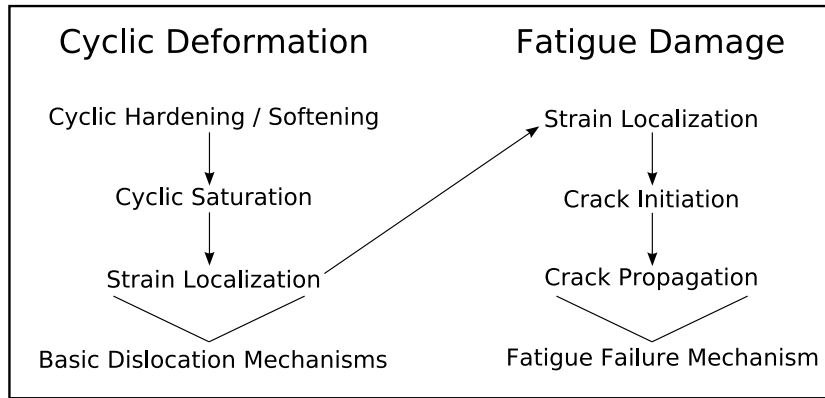 Cyclic Deformation
Cyclic Hardening / Softening
Cyclic Saturation
Strain Localization
Basic Dislocation Mechanisms
Fatigue Damage
Strain Localization
Crack Initiation
Crack Propagation
Fatigue Failure Mechanism